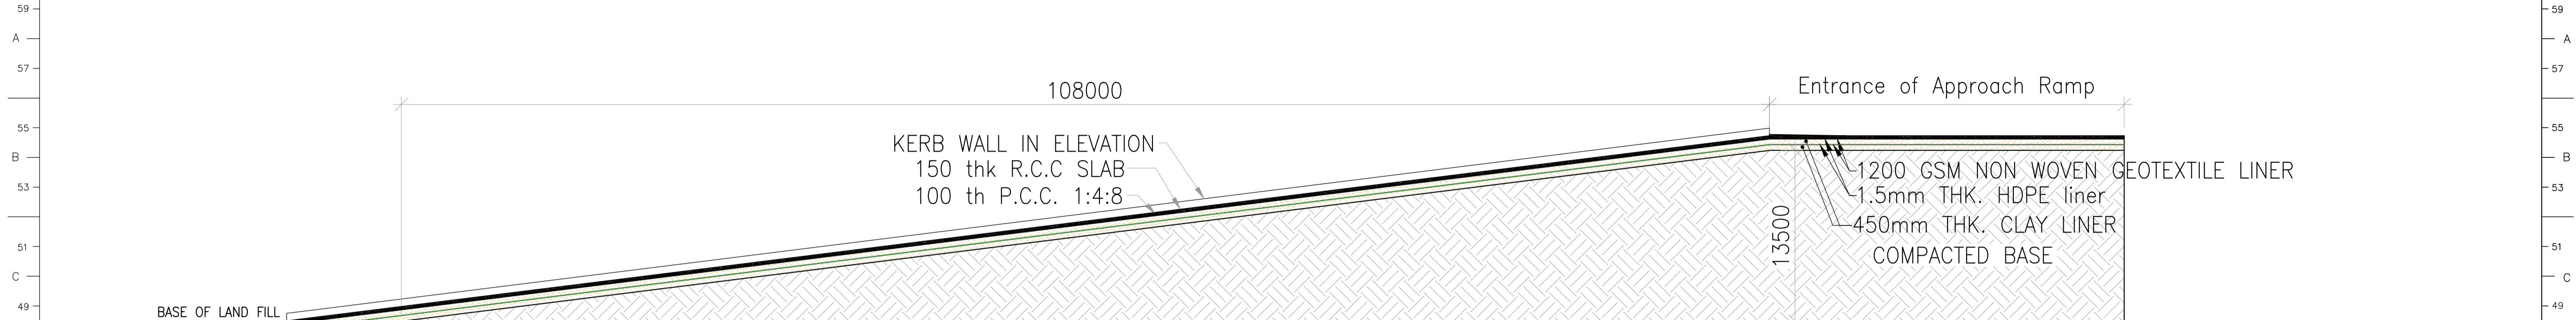 59
59
A
A
57
57
108000
Entrance of Approach Ramp
55
55
KERB WALL IN ELEVATION
B
B
150 thk R.C.C SLAB
1200 GSM NON WOVEN GEOTEXTILE LINER
53
53
100 th P.C.C. 1:4:8
1.5mm THK. HDPE liner
450mm THK. CLAY LINER
13500
51
51
COMPACTED BASE
C
C
49
49
BASE OF LAND FILL